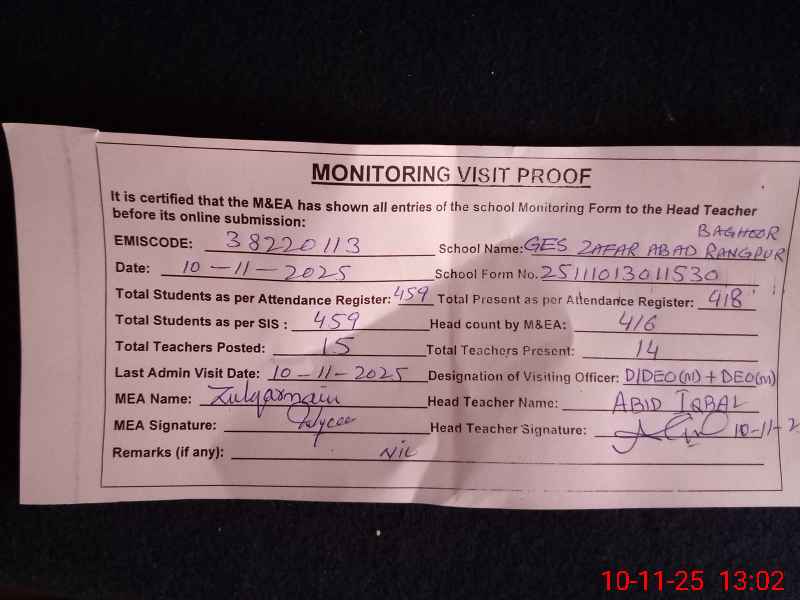 MONITORING VISIT PROOF
It is certified that the M&EA has shown all entries of the school Monitoring Form to the Head Teacher
before its online submission:
BAGHOOR
EMISCODE: 38220113 School Name: GES ZAFAR ABAD RANGPUR
Date: 10-11-2025 School Form No. 25111013011530
Total Students as per Attendance Register: 459 Total Present as per Attendance Register: 418
Total Students as per SIS : 459 Head count by M&EA: 416
Total Teachers Posted: 15 Total Teachers Present: 14
Last Admin Visit Date: 10-11-2025 Designation of Visiting Officer: D/DEO(M) + DEO(M)
MEA Name: Zulqarnain Head Teacher Name: ABID IQBAL
MEA Signature: Head Teacher Signature: 10-11-2
Remarks (if any): Nil
10-11-25 13:02